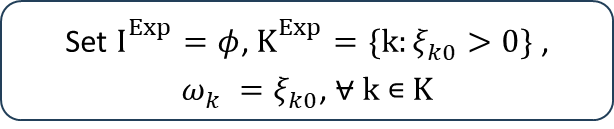 Set I^Exp = ϕ, K^Exp = {k: ξ_k0 > 0} ,
ω_k = ξ_k0, ∀ k ∈ K